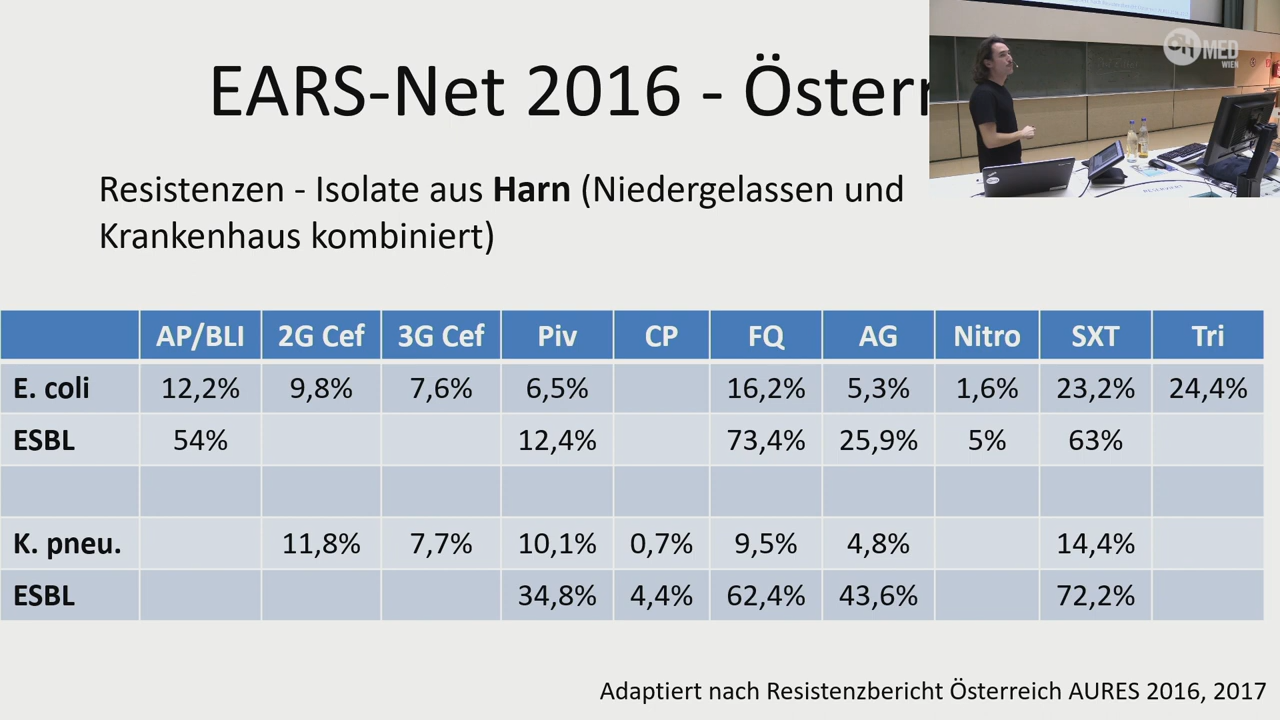 EARS-Net 2016 - Österr
MED
WIEN
Resistenzen - Isolate aus Harn (Niedergelassen und
Krankenhaus kombiniert)
AP/BLI 2G Cef 3G Cef Piv CP FQ AG Nitro SXT Tri
E. coli 12,2% 9,8% 7,6% 6,5% 16,2% 5,3% 1,6% 23,2% 24,4%
ESBL 54% 12,4% 73,4% 25,9% 5% 63%
K. pneu. 11,8% 7,7% 10,1% 0,7% 9,5% 4,8% 14,4%
ESBL 34,8% 4,4% 62,4% 43,6% 72,2%
Adaptiert nach Resistenzbericht Österreich AURES 2016, 2017